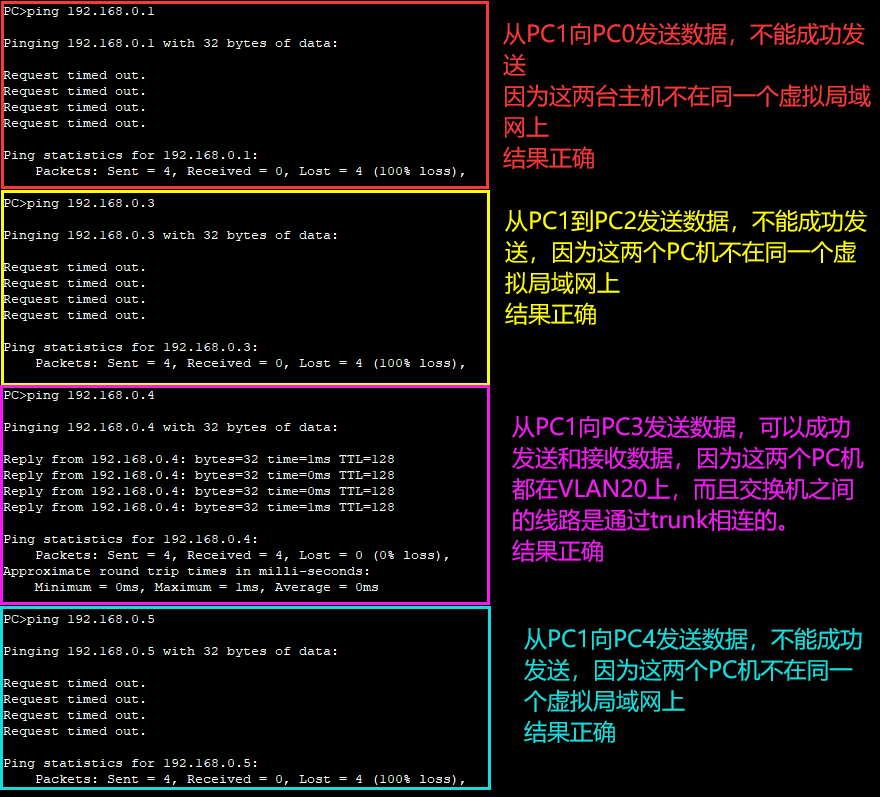 PC>ping 192.168.0.1
Pinging 192.168.0.1 with 32 bytes of data:
Request timed out.
Request timed out.
Request timed out.
Request timed out.
Ping statistics for 192.168.0.1:
Packets: Sent = 4, Received = 0, Lost = 4 (100% loss),
从PC1向PC0发送数据，不能成功发
送
因为这两台主机不在同一个虚拟局域
网上
结果正确
PC>ping 192.168.0.3
Pinging 192.168.0.3 with 32 bytes of data:
Request timed out.
Request timed out.
Request timed out.
Request timed out.
Ping statistics for 192.168.0.3:
Packets: Sent = 4, Received = 0, Lost = 4 (100% loss),
从PC1到PC2发送数据，不能成功发
送，因为这两个PC机不在同一个虚
拟局域网上
结果正确
PC>ping 192.168.0.4
Pinging 192.168.0.4 with 32 bytes of data:
Reply from 192.168.0.4: bytes=32 time=1ms TTL=128
Reply from 192.168.0.4: bytes=32 time=0ms TTL=128
Reply from 192.168.0.4: bytes=32 time=0ms TTL=128
Reply from 192.168.0.4: bytes=32 time=1ms TTL=128
Ping statistics for 192.168.0.4:
Packets: Sent = 4, Received = 4, Lost = 0 (0% loss),
Approximate round trip times in milli-seconds:
Minimum = 0ms, Maximum = 1ms, Average = 0ms
从PC1向PC3发送数据，可以成功
发送和接收数据，因为这两个PC机
都在VLAN20上，而且交换机之间
的线路是通过trunk相连的。
结果正确
PC>ping 192.168.0.5
Pinging 192.168.0.5 with 32 bytes of data:
Request timed out.
Request timed out.
Request timed out.
Request timed out.
Ping statistics for 192.168.0.5:
Packets: Sent = 4, Received = 0, Lost = 4 (100% loss),
从PC1向PC4发送数据，不能成功
发送，因为这两个PC机不在同一
个虚拟局域网上
结果正确